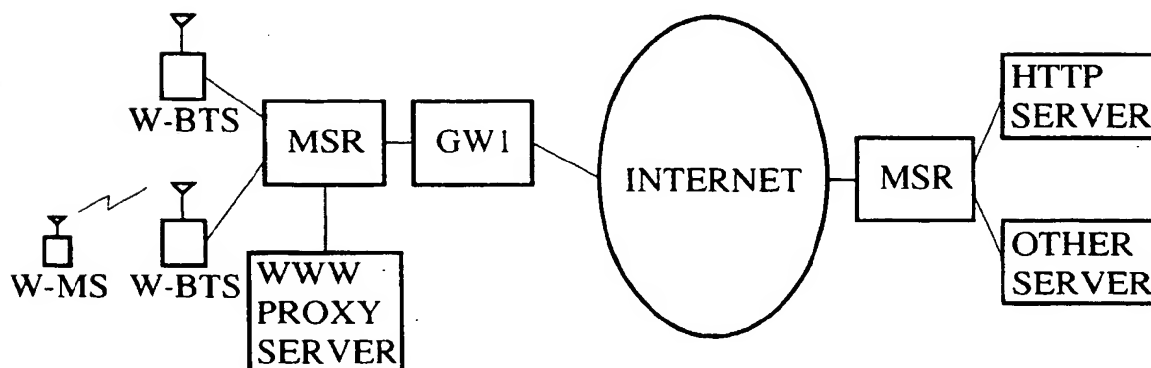 W-BTS
MSR
GW1
W-MS
W-BTS
WWW
PROXY
SERVER
INTERNET
MSR
HTTP
SERVER
OTHER
SERVER